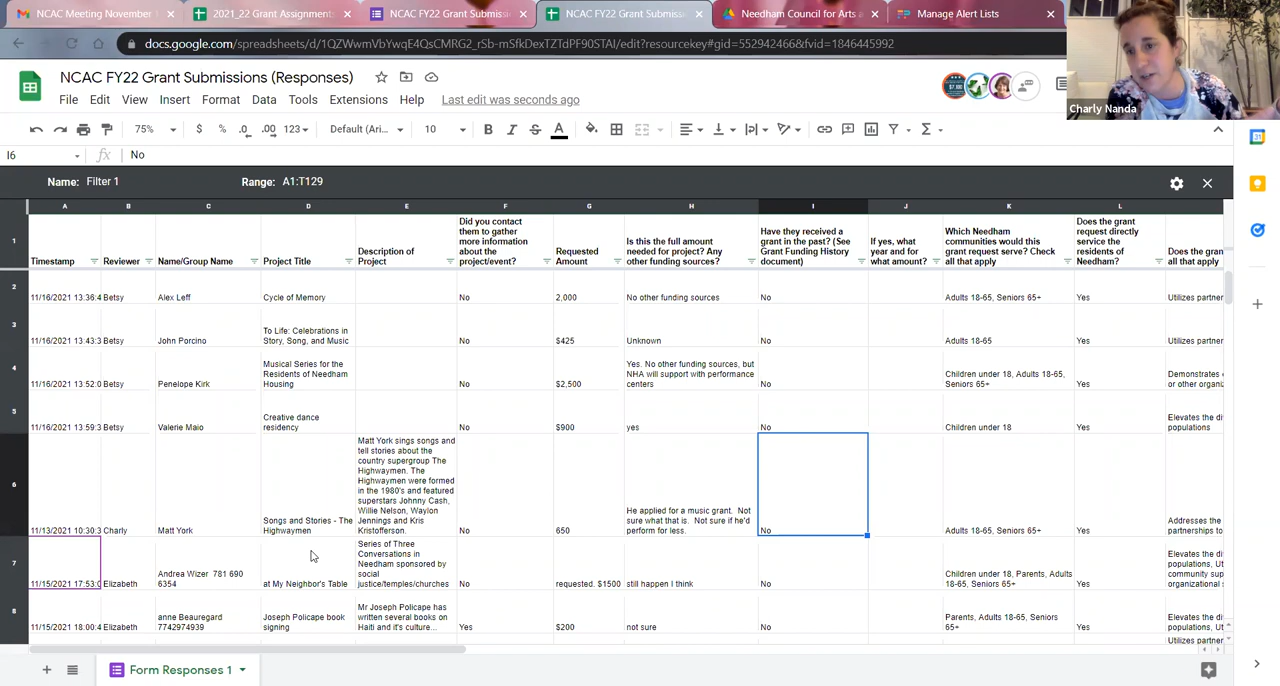 NCAC Meeting November 1
2021_22 Grant Assignments
NCAC FY22 Grant Submissi
NCAC FY22 Grant Submissi
Needham Council for Arts a
Manage Alert Lists
docs.google.com/spreadsheets/d/1QZWwmVbYwqE4QsCMRG2_rSb-mSfkDexTZTdPF90STAI/edit?resourcekey#gid=552942466&fvid=1846445992
Charly Nanda
NCAC FY22 Grant Submissions (Responses)
File Edit View Insert Format Data Tools Extensions Help Last edit was seconds ago
75% $ % .0 .00 123 Default (Ari... 10 B I S A
I6 fx No
Name: Filter 1 Range: A1:T129
A B C D E F G H I J K L
1
Timestamp
Reviewer
Name/Group Name
Project Title
Description of
Project
Did you contact
them to gather
more information
about the
project/event?
Requested
Amount
Is this the full amount
needed for project? Any
other funding sources?
Have they received a
grant in the past? (See
Grant Funding History
document)
If yes, what
year and for
what amount?
Which Needham
communities would this
grant request serve? Check
all that apply
Does the grant
request directly
service the
residents of
Needham?
Does the gran
all that apply
2
11/16/2021 13:36:4 Betsy Alex Leff Cycle of Memory No 2,000 No other funding sources No Adults 18-65, Seniors 65+ Yes Utilizes partner
3
To Life: Celebrations in
11/16/2021 13:43:3 Betsy John Porcino Story, Song, and Music No $425 Unknown No Adults 18-65 Yes Utilizes partner
4
Musical Series for the Yes. No other funding sources, but
Residents of Needham NHA will support with performance Children under 18, Adults 18-65, Demonstrates c
11/16/2021 13:52:0 Betsy Penelope Kirk Housing No $2,500 centers No Seniors 65+ Yes or other organiz
5
Creative dance Elevates the di
11/16/2021 13:59:3 Betsy Valerie Maio residency No $900 yes No Children under 18 Yes populations
6
Matt York sings songs and
tell stories about the
country supergroup The
Highwaymen. The
Highwaymen were formed
in the 1980's and featured
superstars Johnny Cash,
Willie Nelson, Waylon He applied for a music grant. Not
Songs and Stories - The Jennings and Kris sure what that is. Not sure if he'd Addresses the
11/13/2021 10:30:3 Charly Matt York Highwaymen Kristofferson. No 650 perform for less. No Adults 18-65, Seniors 65+ Yes partnerships to
7
Series of Three
Conversations in Elevates the di
Needham sponsored by populations, Ut
Andrea Wizer 781 690 social Children under 18, Parents, Adults community sup
11/15/2021 17:53:0 Elizabeth 6354 at My Neighbor's Table justice/temples/churches No requested. $1500 still happen I think No 18-65, Seniors 65+ Yes organizational s
8
Mr Joseph Policape has Elevates the di
anne Beauregard Joseph Policape book written several books on Parents, Adults 18-65, Seniors populations, Ut
11/15/2021 18:00:4 Elizabeth 7742974939 signing Haiti and it's culture... Yes $200 not sure No 65+ Yes community sup
Utilizes partner
Form Responses 1